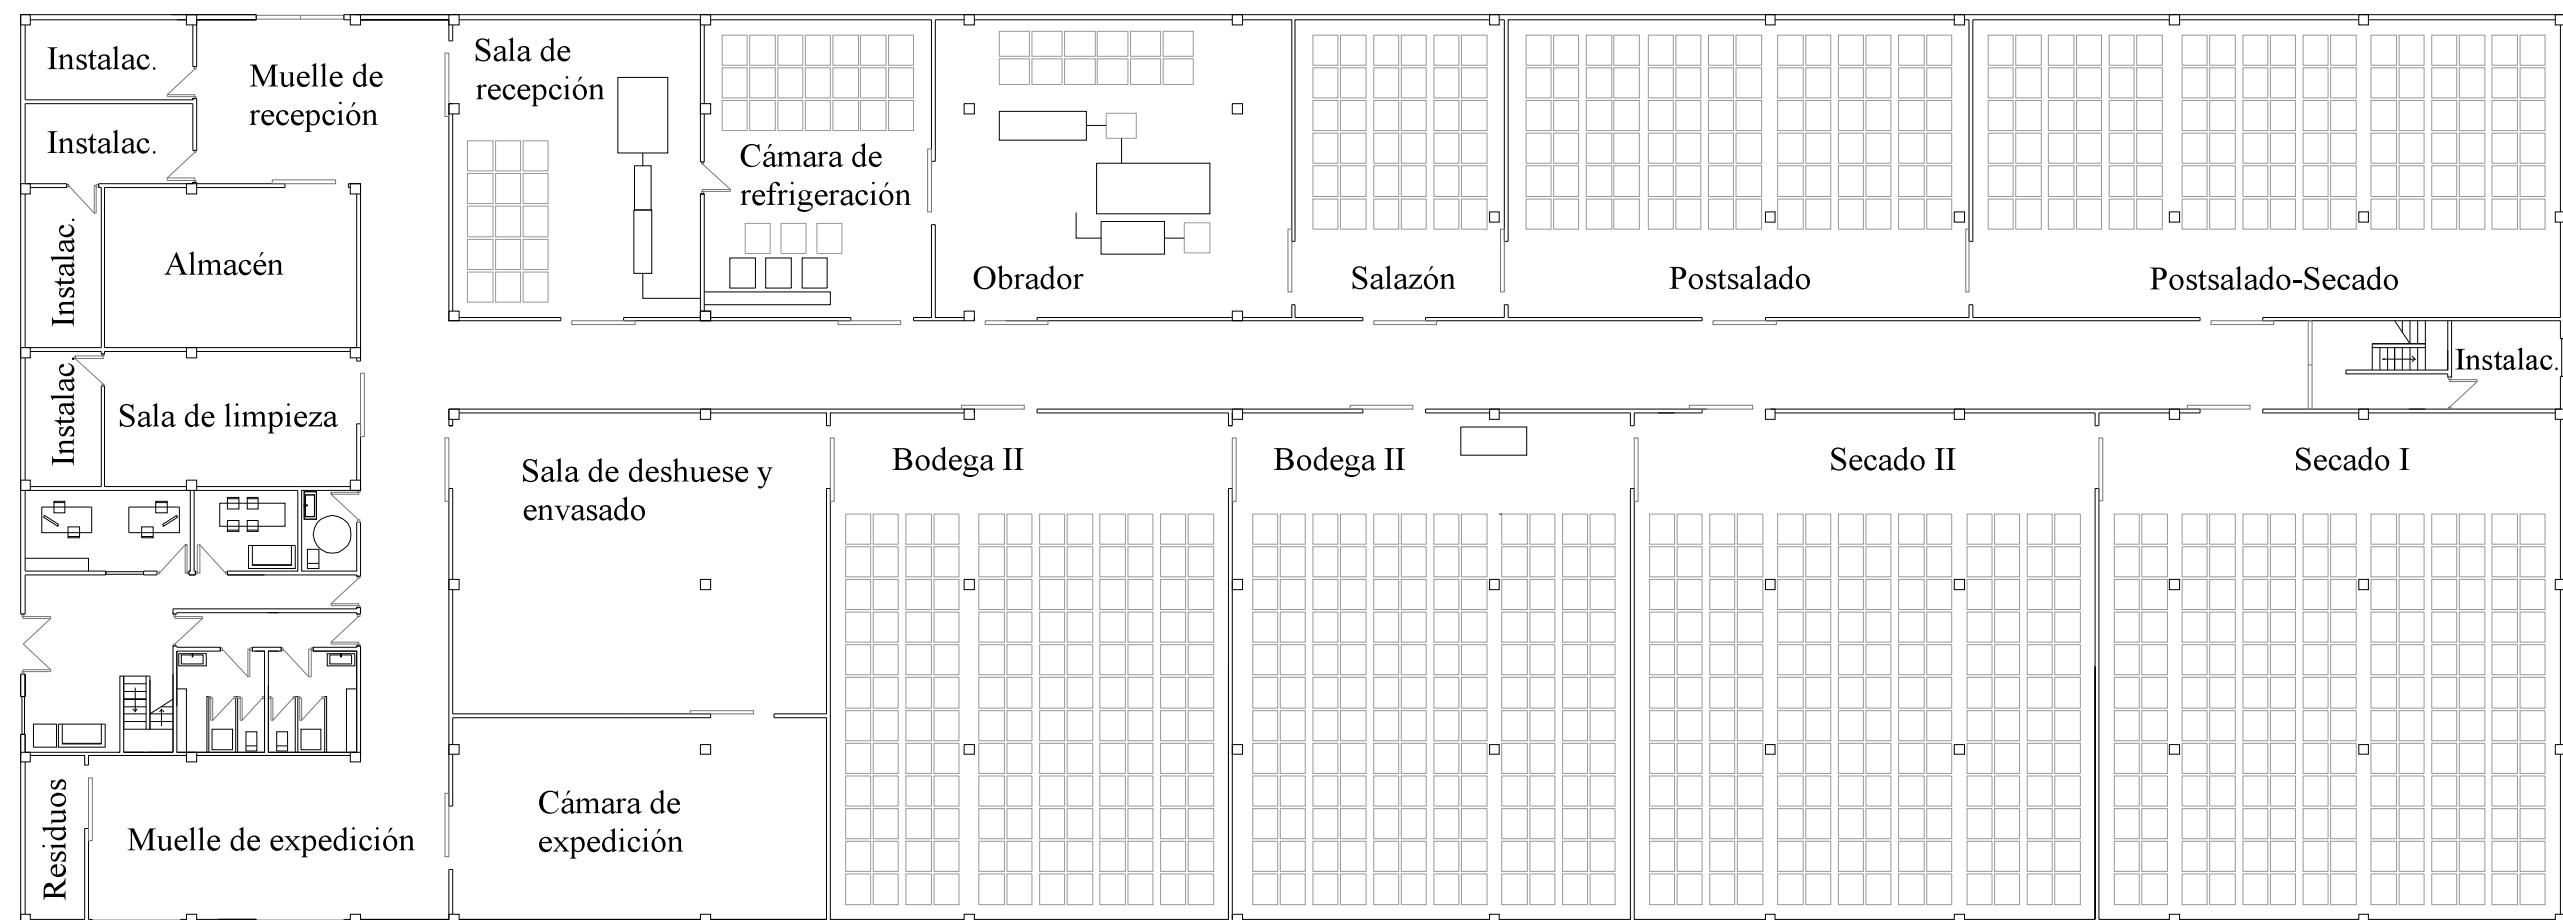 Instalac.
Muelle de
recepción
Instalac.
Sala de
recepción
Cámara de
refrigeración
Instalac.
Almacén
Obrador
Salazón
Postsalado
Postsalado-Secado
Instalac.
Sala de limpieza
Instalac.
Sala de deshuese y
envasado
Bodega II
Bodega II
Secado II
Secado I
Residuos
Muelle de expedición
Cámara de
expedición
Instalac.